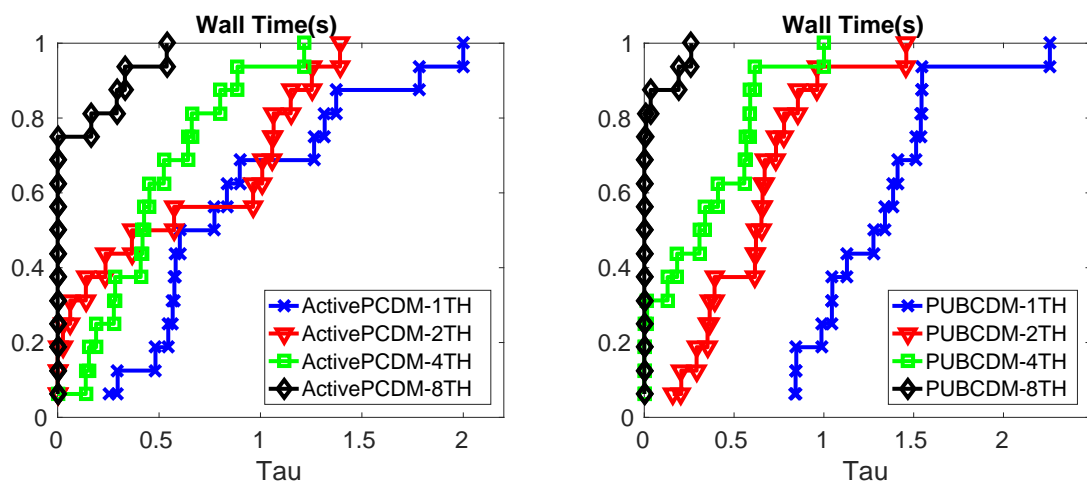 Wall Time(s)
1
0.8
0.6
0.4
0.2
0
0
0.5
1
1.5
2
Tau
ActivePCDM-1TH
ActivePCDM-2TH
ActivePCDM-4TH
ActivePCDM-8TH
Wall Time(s)
1
0.8
0.6
0.4
0.2
0
0
0.5
1
1.5
2
Tau
PUBCDM-1TH
PUBCDM-2TH
PUBCDM-4TH
PUBCDM-8TH